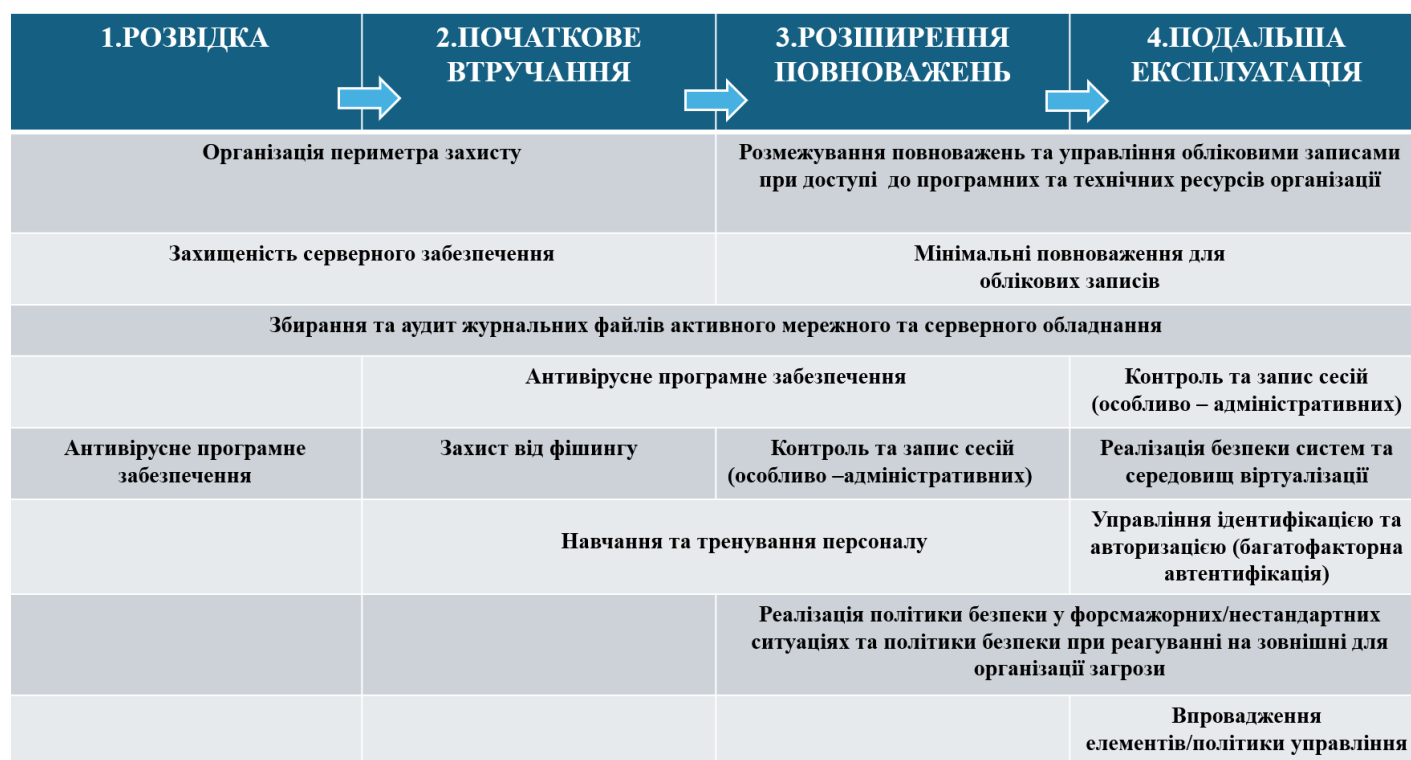 1.РОЗВІДКА
2.ПОЧАТКОВЕ
ВТРУЧАННЯ
3.РОЗШИРЕННЯ
ПОВНОВАЖЕНЬ
4.ПОДАЛЬША
ЕКСПЛУАТАЦІЯ
Організація периметра захисту
Розмежування повноважень та управління обліковими записами
при доступі до програмних та технічних ресурсів організації
Захищеність серверного забезпечення
Мінімальні повноваження для
облікових записів
Збирання та аудит журнальних файлів активного мережного та серверного обладнання
Антивірусне програмне забезпечення
Контроль та запис сесій
(особливо – адміністративних)
Антивірусне програмне
забезпечення
Захист від фішингу
Контроль та запис сесій
(особливо –адміністративних)
Реалізація безпеки систем та
середовищ віртуалізації
Навчання та тренування персоналу
Управління ідентифікацією та
авторизацією (багатофакторна
автентифікація)
Реалізація політики безпеки у форсмажорних/нестандартних
ситуаціях та політики безпеки при реагуванні на зовнішні для
організації загрози
Впровадження
елементів/політики управління